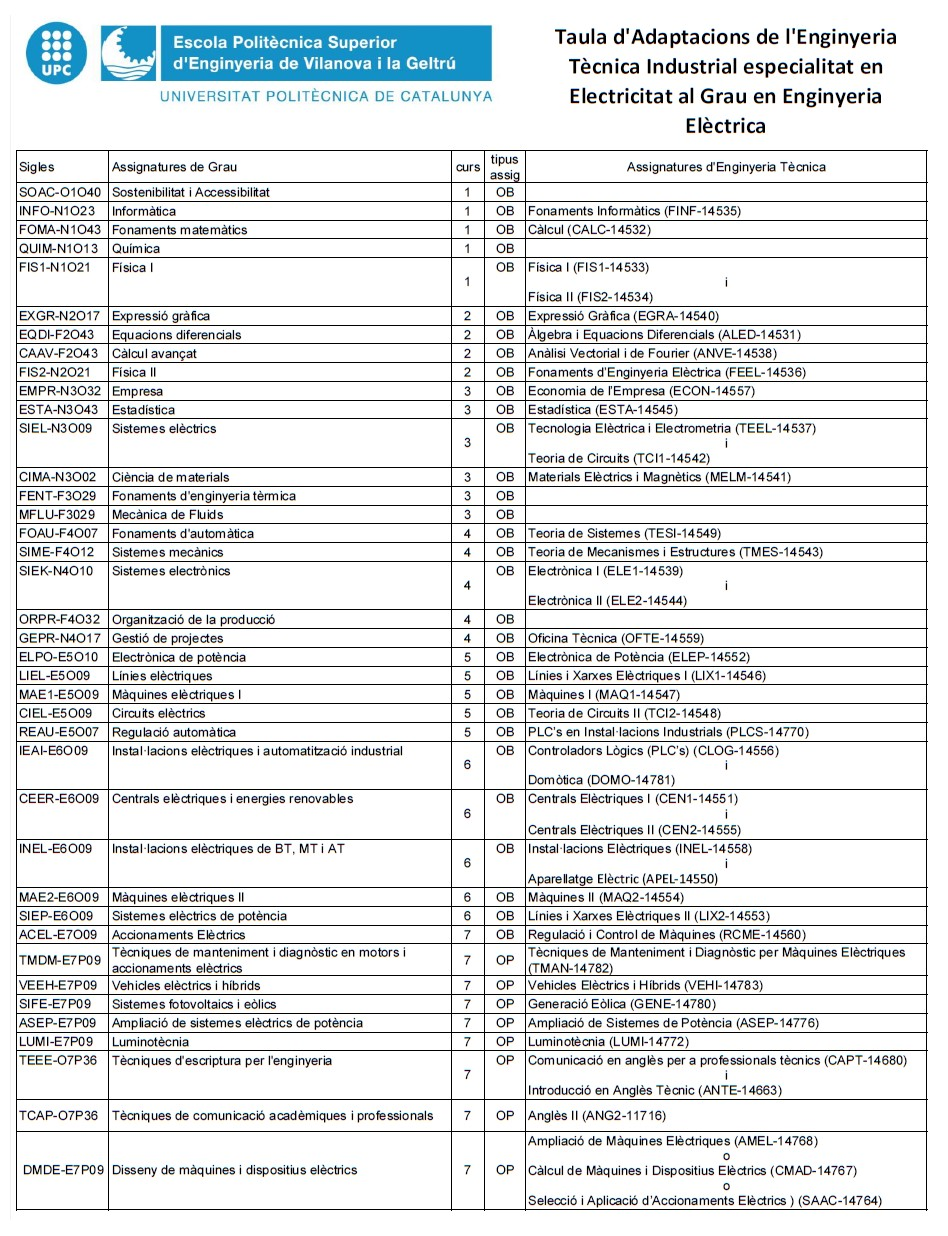 UPC
Escola Politècnica Superior
d'Enginyeria de Vilanova i la Geltrú
UNIVERSITAT POLITÈCNICA DE CATALUNYA
Taula d'Adaptacions de l'Enginyeria
Tècnica Industrial especialitat en
Electricitat al Grau en Enginyeria
Elèctrica
Sigles Assignatures de Grau curs tipus assig Assignatures d'Enginyeria Tècnica
SOAC-O1O40 Sostenibilitat i Accessibilitat 1 OB
INFO-N1O23 Informàtica 1 OB Fonaments Informàtics (FINF-14535)
FOMA-N1O43 Fonaments matemàtics 1 OB Càlcul (CALC-14532)
QUIM-N1O13 Química 1 OB
FIS1-N1O21 Física I 1 OB Física I (FIS1-14533)
i
Física II (FIS2-14534)
EXGR-N2O17 Expressió gràfica 2 OB Expressió Gràfica (EGRA-14540)
EQDI-F2O43 Equacions diferencials 2 OB Àlgebra i Equacions Diferencials (ALED-14531)
CAAV-F2O43 Càlcul avançat 2 OB Anàlisi Vectorial i de Fourier (ANVE-14538)
FIS2-N2O21 Física II 2 OB Fonaments d'Enginyeria Elèctrica (FEEL-14536)
EMPR-N3O32 Empresa 3 OB Economia de l'Empresa (ECON-14557)
ESTA-N3O43 Estadística 3 OB Estadística (ESTA-14545)
SIEL-N3O09 Sistemes elèctrics 3 OB Tecnologia Elèctrica i Electrometria (TEEL-14537)
i
Teoria de Circuits (TCI1-14542)
CIMA-N3O02 Ciència de materials 3 OB Materials Elèctrics i Magnètics (MELM-14541)
FENT-F3O29 Fonaments d'enginyeria tèrmica 3 OB
MFLU-F3029 Mecànica de Fluids 3 OB
FOAU-F4O07 Fonaments d'automàtica 4 OB Teoria de Sistemes (TESI-14549)
SIME-F4O12 Sistemes mecànics 4 OB Teoria de Mecanismes i Estructures (TMES-14543)
SIEK-N4O10 Sistemes electrònics 4 OB Electrònica I (ELE1-14539)
i
Electrònica II (ELE2-14544)
ORPR-F4O32 Organització de la producció 4 OB
GEPR-N4O17 Gestió de projectes 4 OB Oficina Tècnica (OFTE-14559)
ELPO-E5O10 Electrònica de potència 5 OB Electrònica de Potència (ELEP-14552)
LIEL-E5O09 Línies elèctriques 5 OB Línies i Xarxes Elèctriques I (LIX1-14546)
MAE1-E5O09 Màquines elèctriques I 5 OB Màquines I (MAQ1-14547)
CIEL-E5O09 Circuits elèctrics 5 OB Teoria de Circuits II (TCI2-14548)
REAU-E5O07 Regulació automàtica 5 OB PLC's en Instal·lacions Industrials (PLCS-14770)
IEAI-E6O09 Instal·lacions elèctriques i automatització industrial 6 OB Controladors Lògics (PLC's) (CLOG-14556)
i
Domòtica (DOMO-14781)
CEER-E6O09 Centrals elèctriques i energies renovables 6 OB Centrals Elèctriques I (CEN1-14551)
i
Centrals Elèctriques II (CEN2-14555)
INEL-E6O09 Instal·lacions elèctriques de BT, MT i AT 6 OB Instal·lacions Elèctriques (INEL-14558)
i
Aparellatge Elèctric (APEL-14550)
MAE2-E6O09 Màquines elèctriques II 6 OB Màquines II (MAQ2-14554)
SIEP-E6O09 Sistemes elèctrics de potència 6 OB Línies i Xarxes Elèctriques II (LIX2-14553)
ACEL-E7O09 Accionaments Elèctrics 7 OB Regulació i Control de Màquines (RCME-14560)
TMDM-E7P09 Tècniques de manteniment i diagnòstic en motors i accionaments elèctrics 7 OP Tècniques de Manteniment i Diagnòstic per Màquines Elèctriques (TMAN-14782)
VEEH-E7P09 Vehicles elèctrics i híbrids 7 OP Vehicles Elèctrics i Híbrids (VEHI-14783)
SIFE-E7P09 Sistemes fotovoltaics i eòlics 7 OP Generació Eòlica (GENE-14780)
ASEP-E7P09 Ampliació de sistemes elèctrics de potència 7 OP Ampliació de Sistemes de Potència (ASEP-14776)
LUMI-E7P09 Luminotècnia 7 OP Luminotècnia (LUMI-14772)
TEEE-O7P36 Tècniques d'escriptura per l'enginyeria 7 OP Comunicació en anglès per a professionals tècnics (CAPT-14680)
i
Introducció en Anglès Tècnic (ANTE-14663)
TCAP-O7P36 Tècniques de comunicació acadèmiques i professionals 7 OP Anglès II (ANG2-11716)
DMDE-E7P09 Disseny de màquines i dispositius elèctrics 7 OP Ampliació de Màquines Elèctriques (AMEL-14768)
o
Càlcul de Màquines i Dispositius Elèctrics (CMAD-14767)
o
Selecció i Aplicació d'Accionaments Elèctrics ) (SAAC-14764)